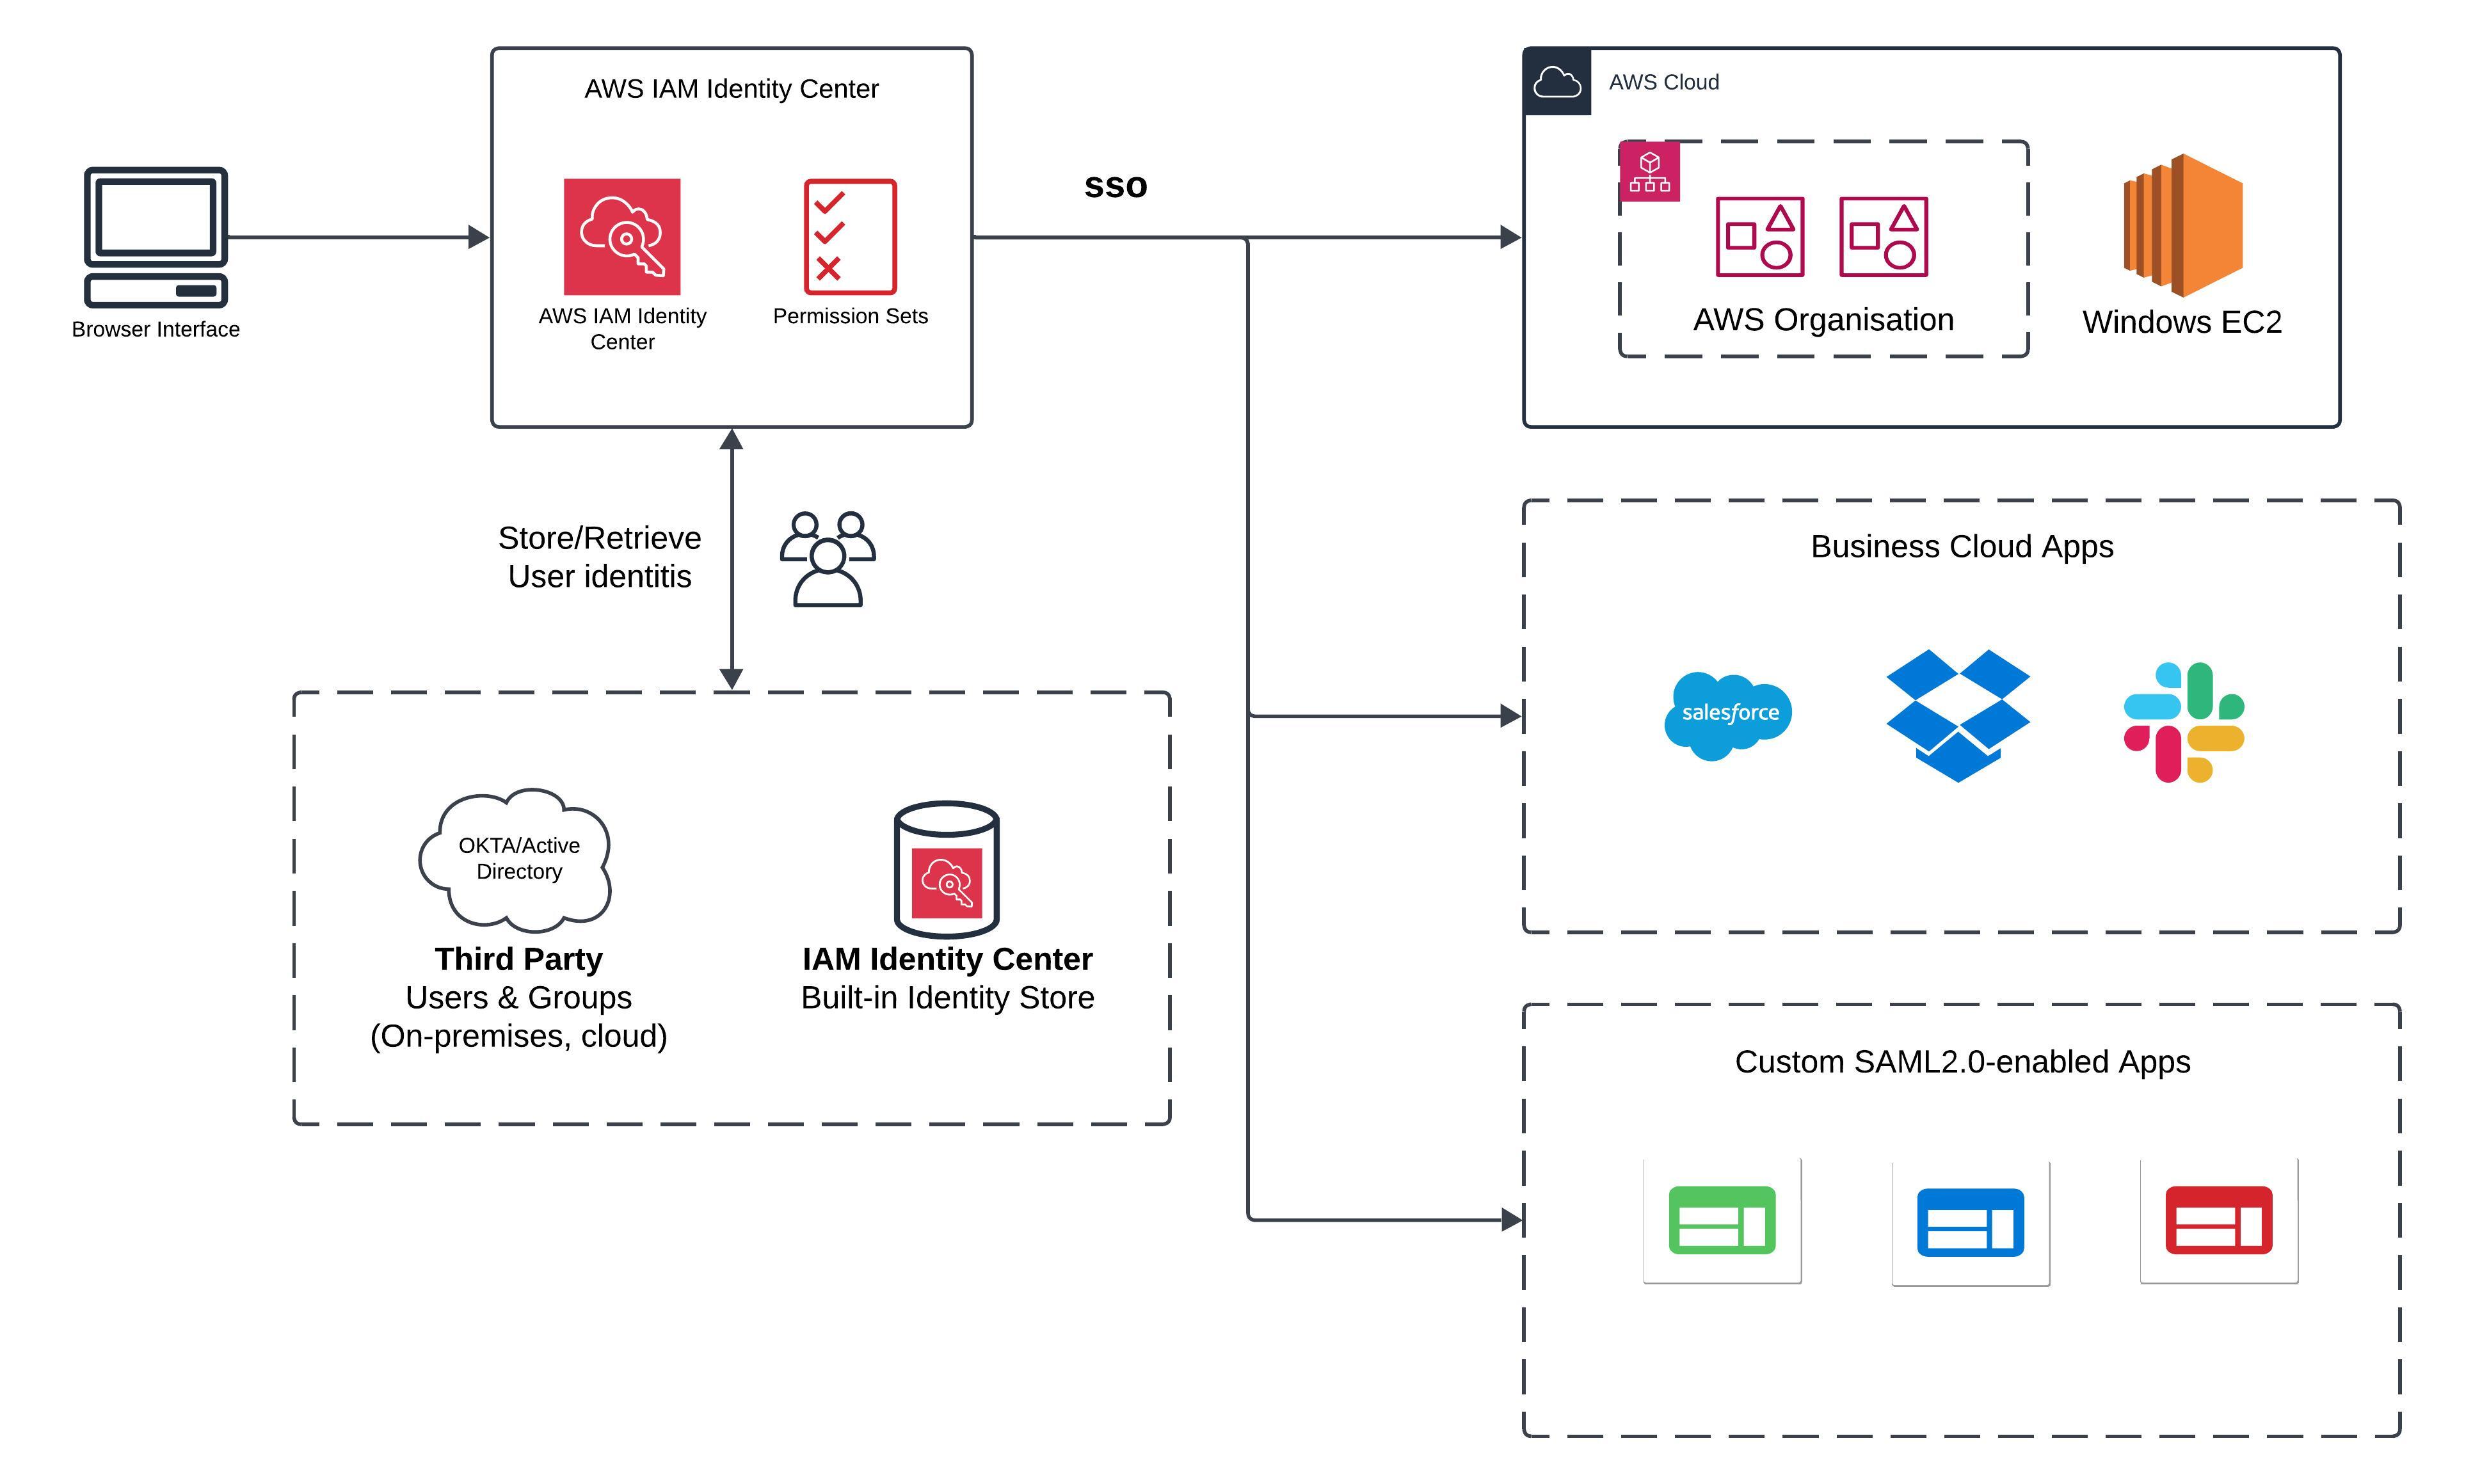 AWS IAM Identity Center
AWS Cloud
sso
Browser Interface
AWS IAM Identity
Center
Permission Sets
AWS Organisation
Windows EC2
Store/Retrieve
User identitis
Business Cloud Apps
salesforce
OKTA/Active
Directory
Third Party
Users & Groups
(On-premises, cloud)
IAM Identity Center
Built-in Identity Store
Custom SAML2.0-enabled Apps